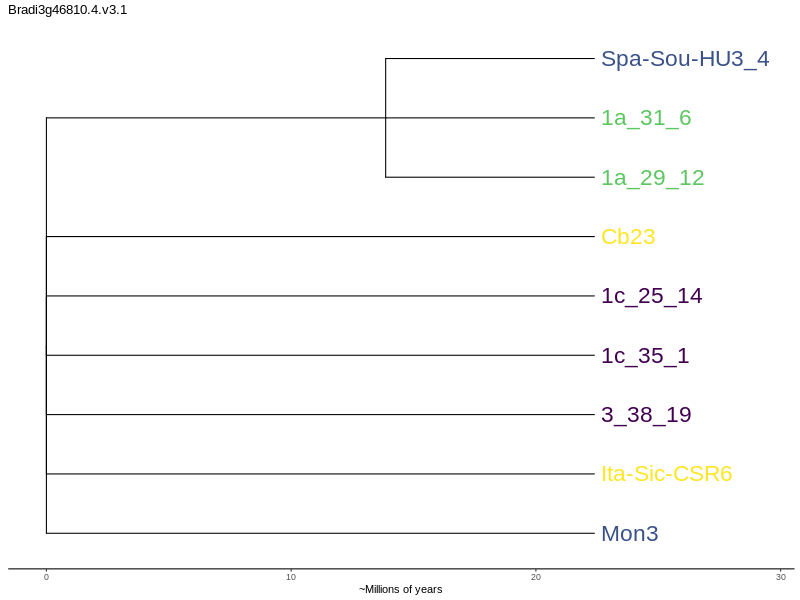 Bradi3g46810.4.v3.1
Spa-Sou-HU3_4
1a_31_6
1a_29_12
Cb23
1c_25_14
1c_35_1
3_38_19
Ita-Sic-CSR6
Mon3
0 10 20 30
~Millions of years